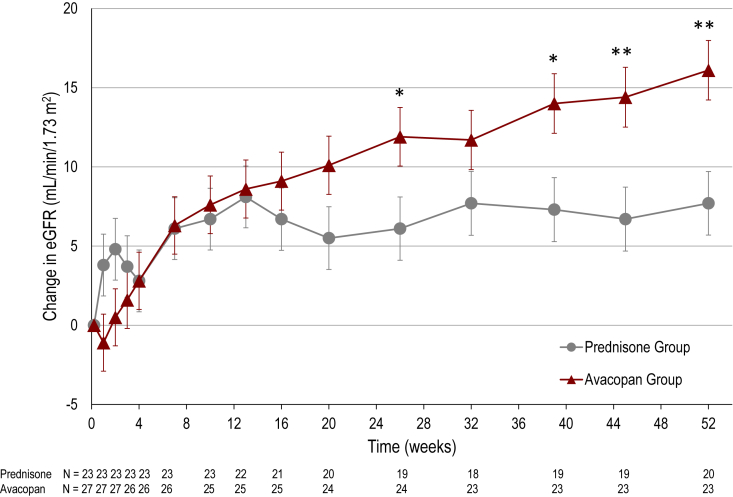 20
**
15
*
*
**
10
5
0
-5
Change in eGFR (mL/min/1.73 m²)
Prednisone Group
Avacopan Group
0 4 8 12 16 20 24 28 32 36 40 44 48 52
Time (weeks)
Prednisone N = 23 23 23 23 23 23 23 22 21 20 19 18 19 19 20
Avacopan N = 27 27 27 26 26 26 25 25 25 24 24 23 23 23 23